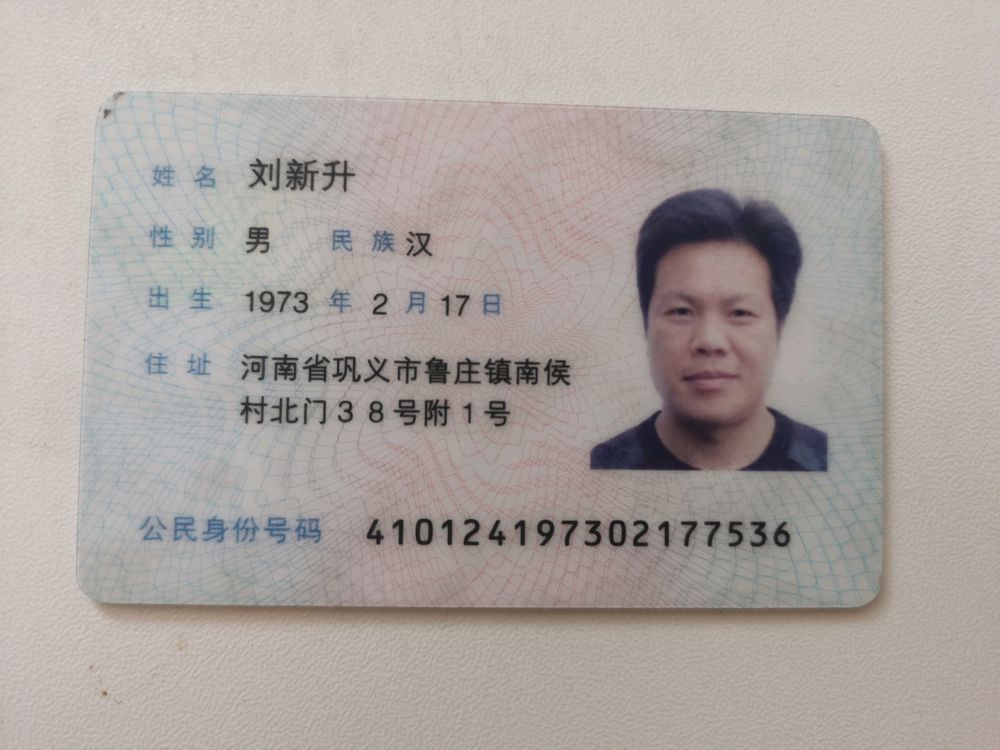 姓名 刘新升
性别 男 民族 汉
出生 1973 年 2 月 17 日
住址 河南省巩义市鲁庄镇南侯
村北门38号附1号
公民身份号码 410124197302177536